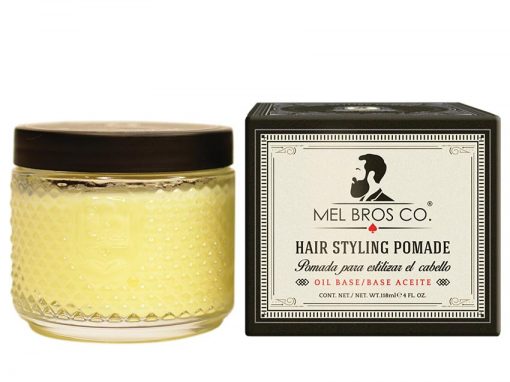 MEL BROS CO.®
HAIR STYLING POMADE
Pomada para estilizar el cabello
OIL BASE/BASE ACEITE
CONT. NET./ NET. WT.118ml℮4 FL. OZ.